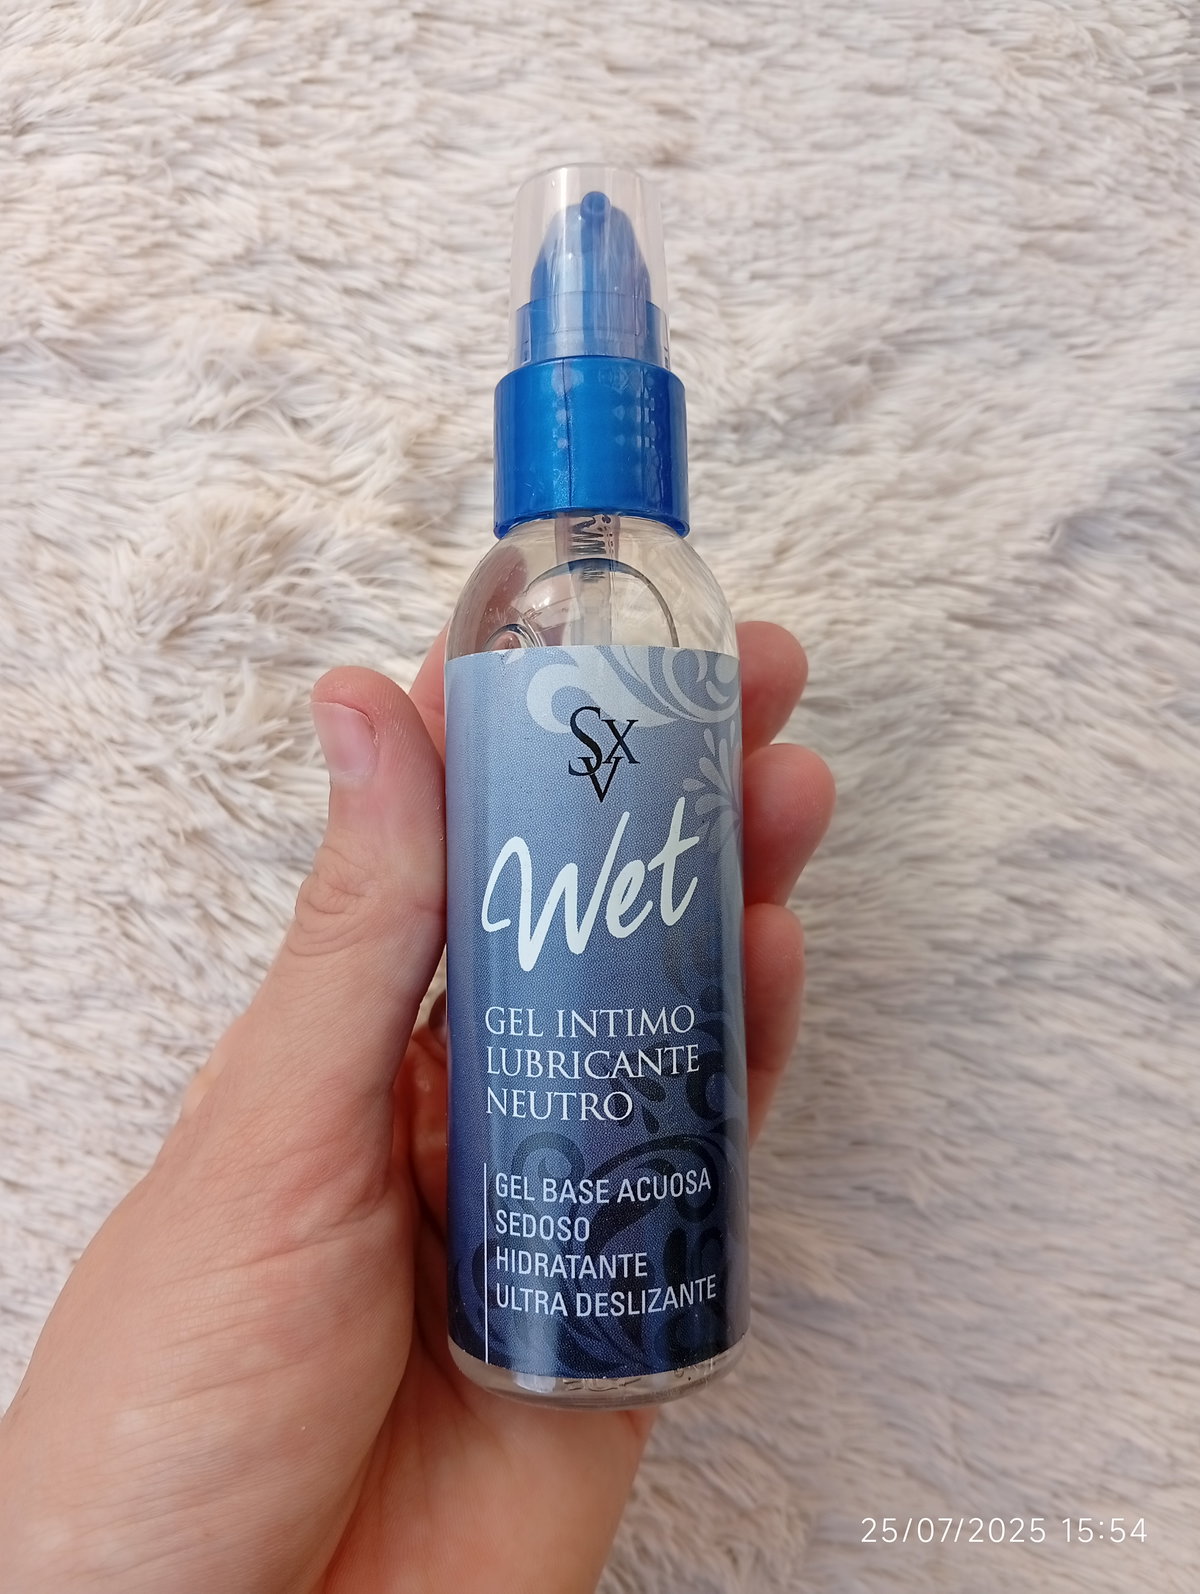 SXV
Wet
GEL INTIMO
LUBRICANTE
NEUTRO
GEL BASE ACUOSA
SEDOSO
HIDRATANTE
ULTRA DESLIZANTE
25/07/2025 15:54